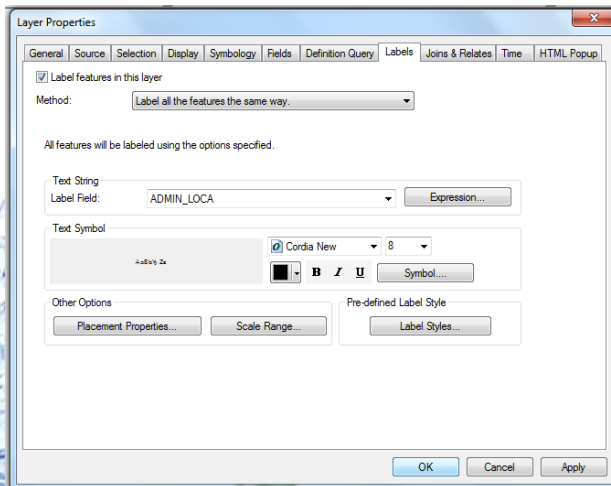 Layer Properties
General Source Selection Display Symbology Fields Definition Query Labels Joins & Relates Time HTML Popup
Label features in this layer
Method: Label all the features the same way.
All features will be labeled using the options specified.
Text String
Label Field: ADMIN_LOCA Expression...
Text Symbol
AaBbYyZz
Cordia New 8
B I U Symbol...
Other Options Pre-defined Label Style
Placement Properties... Scale Range... Label Styles...
OK Cancel Apply